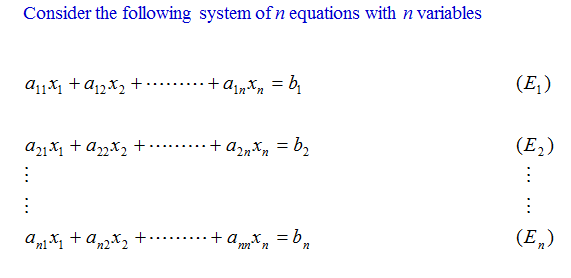 Consider the following system of n equations with n variables
a₁₁x₁ + a₁₂x₂ + ········· + a₁ₙxₙ = b₁ (E₁)
a₂₁x₁ + a₂₂x₂ + ········· + a₂ₙxₙ = b₂ (E₂)
⋮ ⋮
⋮ ⋮
aₙ₁x₁ + aₙ₂x₂ + ········· + aₙₙxₙ = bₙ (Eₙ)